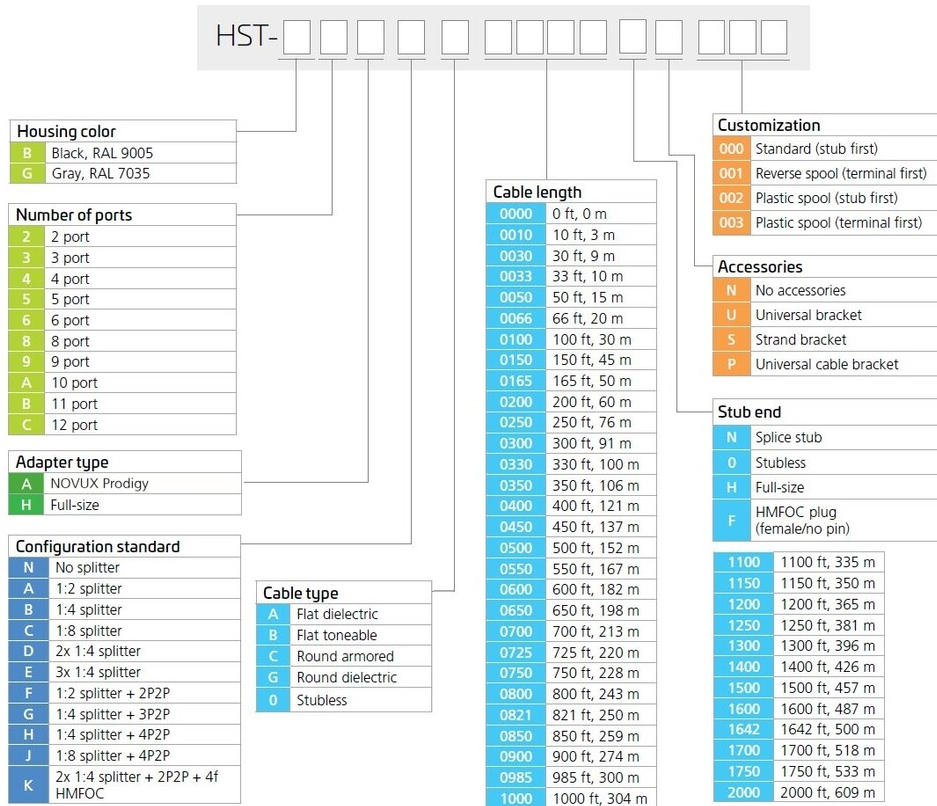 HST-
Housing color
B Black, RAL 9005
G Gray, RAL 7035
Number of ports
2 2 port
3 3 port
4 4 port
5 5 port
6 6 port
8 8 port
9 9 port
A 10 port
B 11 port
C 12 port
Adapter type
A NOVUX Prodigy
H Full-size
Configuration standard
N No splitter
A 1:2 splitter
B 1:4 splitter
C 1:8 splitter
D 2x 1:4 splitter
E 3x 1:4 splitter
F 1:2 splitter + 2P2P
G 1:4 splitter + 3P2P
H 1:4 splitter + 4P2P
J 1:8 splitter + 4P2P
K 2x 1:4 splitter + 2P2P + 4f
HMFOC
Cable type
A Flat dielectric
B Flat toneable
C Round armored
G Round dielectric
0 Stubless
Cable length
0000 0 ft, 0 m
0010 10 ft, 3 m
0030 30 ft, 9 m
0033 33 ft, 10 m
0050 50 ft, 15 m
0066 66 ft, 20 m
0100 100 ft, 30 m
0150 150 ft, 45 m
0165 165 ft, 50 m
0200 200 ft, 60 m
0250 250 ft, 76 m
0300 300 ft, 91 m
0330 330 ft, 100 m
0350 350 ft, 106 m
0400 400 ft, 121 m
0450 450 ft, 137 m
0500 500 ft, 152 m
0550 550 ft, 167 m
0600 600 ft, 182 m
0650 650 ft, 198 m
0700 700 ft, 213 m
0725 725 ft, 220 m
0750 750 ft, 228 m
0800 800 ft, 243 m
0821 821 ft, 250 m
0850 850 ft, 259 m
0900 900 ft, 274 m
0985 985 ft, 300 m
1000 1000 ft, 304 m
1100 1100 ft, 335 m
1150 1150 ft, 350 m
1200 1200 ft, 365 m
1250 1250 ft, 381 m
1300 1300 ft, 396 m
1400 1400 ft, 426 m
1500 1500 ft, 457 m
1600 1600 ft, 487 m
1642 1642 ft, 500 m
1700 1700 ft, 518 m
1750 1750 ft, 533 m
2000 2000 ft, 609 m
Stub end
N Splice stub
0 Stubless
H Full-size
F HMFOC plug
(female/no pin)
Accessories
N No accessories
U Universal bracket
S Strand bracket
P Universal cable bracket
Customization
000 Standard (stub first)
001 Reverse spool (terminal first)
002 Plastic spool (stub first)
003 Plastic spool (terminal first)